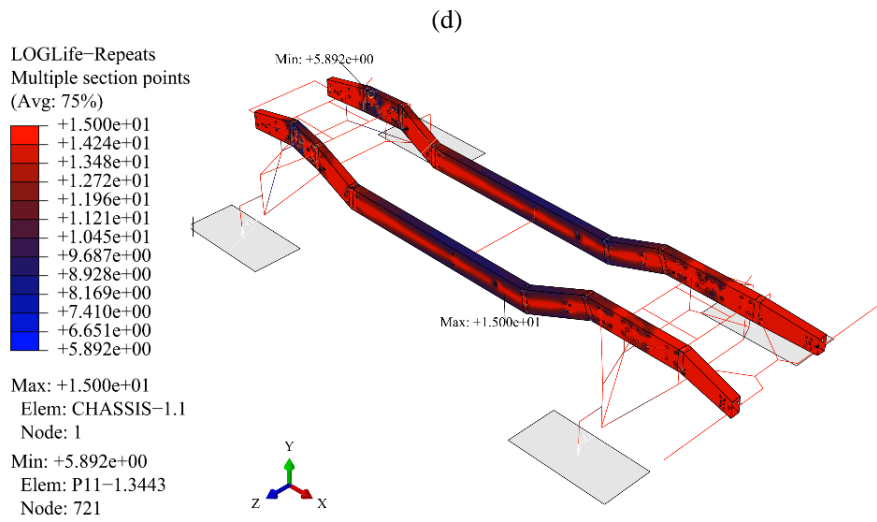 (d)
LOGLife−Repeats
Multiple section points
(Avg: 75%)
+1.500e+01
+1.424e+01
+1.348e+01
+1.272e+01
+1.196e+01
+1.121e+01
+1.045e+01
+9.687e+00
+8.928e+00
+8.169e+00
+7.410e+00
+6.651e+00
+5.892e+00
Max: +1.500e+01
Elem: CHASSIS−1.1
Node: 1
Min: +5.892e+00
Elem: P11−1.3443
Node: 721
Min: +5.892e+00
Max: +1.500e+01
Y
Z
X